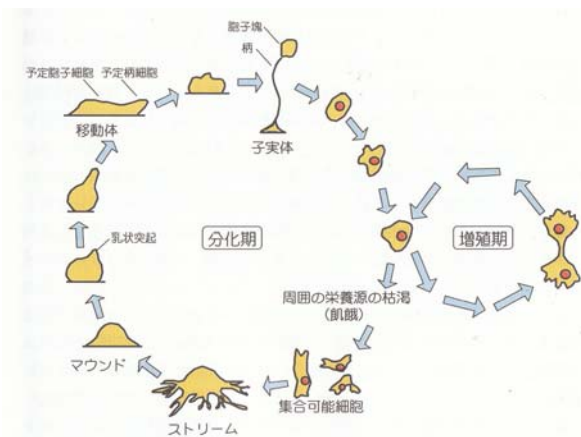 胞子塊
柄
予定胞子細胞 予定柄細胞
移動体
子実体
乳状突起
分化期
増殖期
周囲の栄養源の枯渇
(飢餓)
マウンド
集合可能細胞
ストリーム